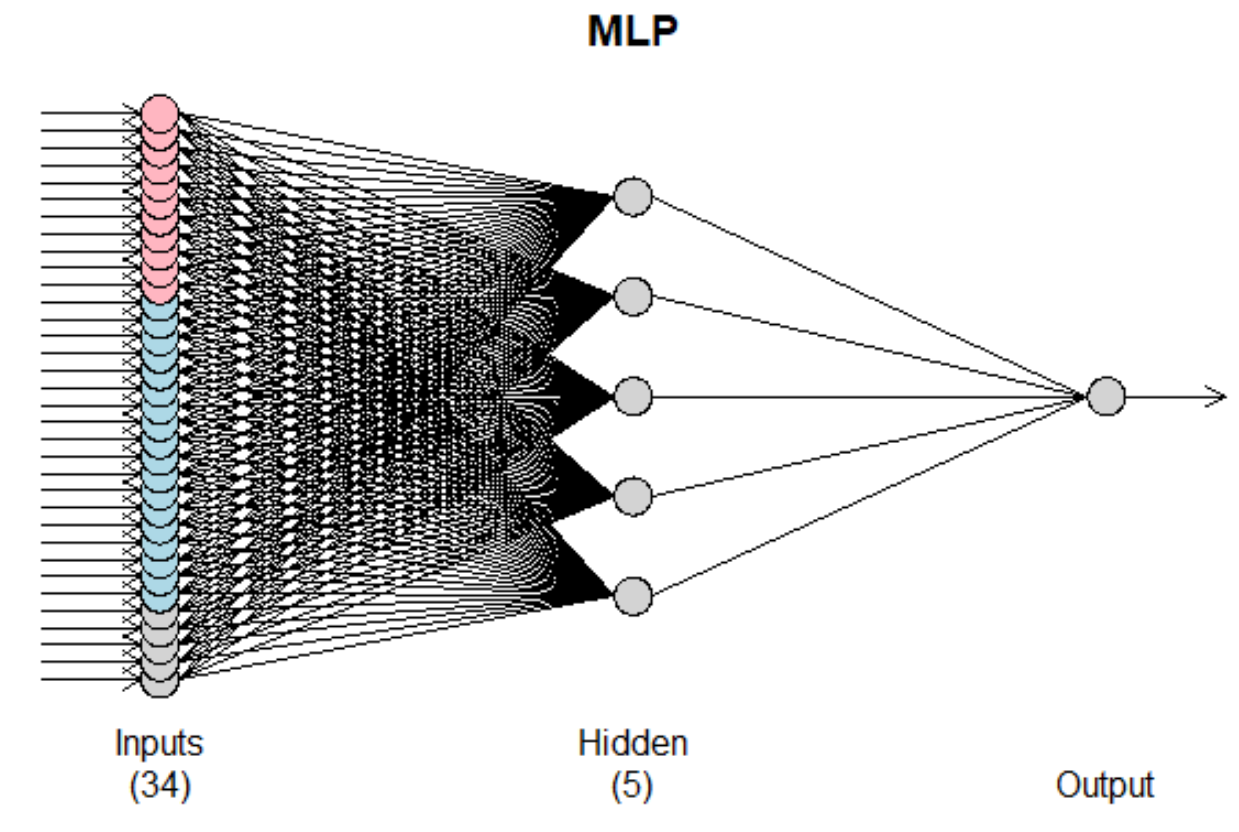 MLP
Inputs
(34)
Hidden
(5)
Output